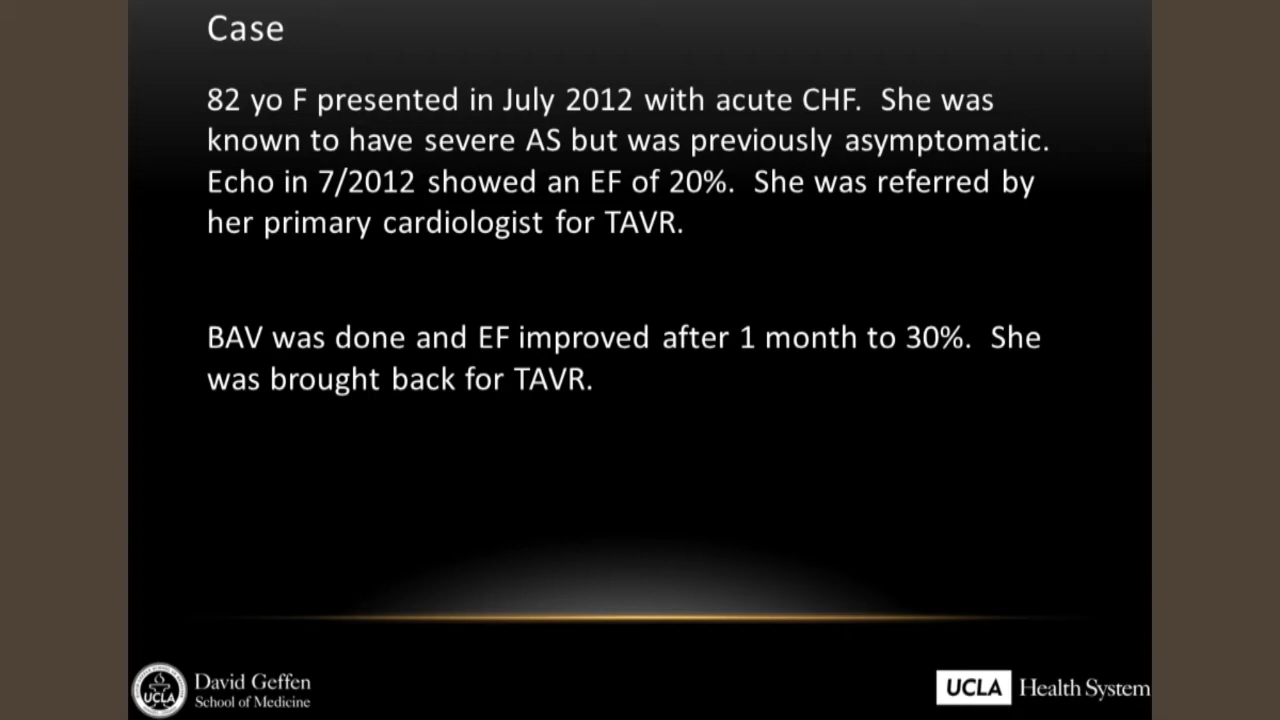 Case
82 yo F presented in July 2012 with acute CHF. She was
known to have severe AS but was previously asymptomatic.
Echo in 7/2012 showed an EF of 20%. She was referred by
her primary cardiologist for TAVR.
BAV was done and EF improved after 1 month to 30%. She
was brought back for TAVR.
UCLA
David Geffen
School of Medicine
UCLA Health System